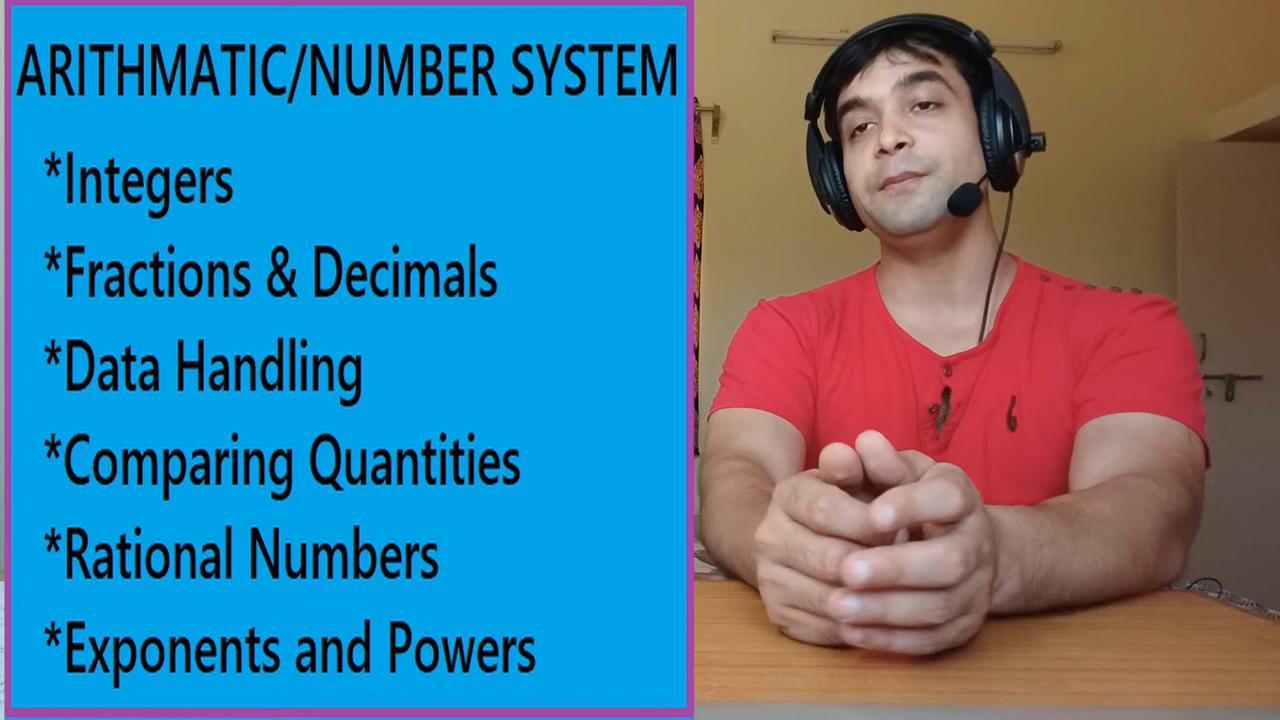 ARITHMATIC/NUMBER SYSTEM
*Integers
*Fractions & Decimals
*Data Handling
*Comparing Quantities
*Rational Numbers
*Exponents and Powers